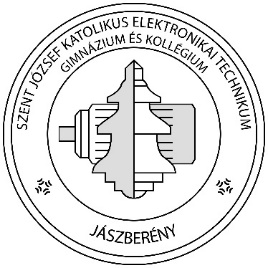 SZENT JÓZSEF KATOLIKUS ELEKTRONIKAI TECHNIKUM
GIMNÁZIUM ÉS KOLLÉGIUM
JÁSZBERÉNY